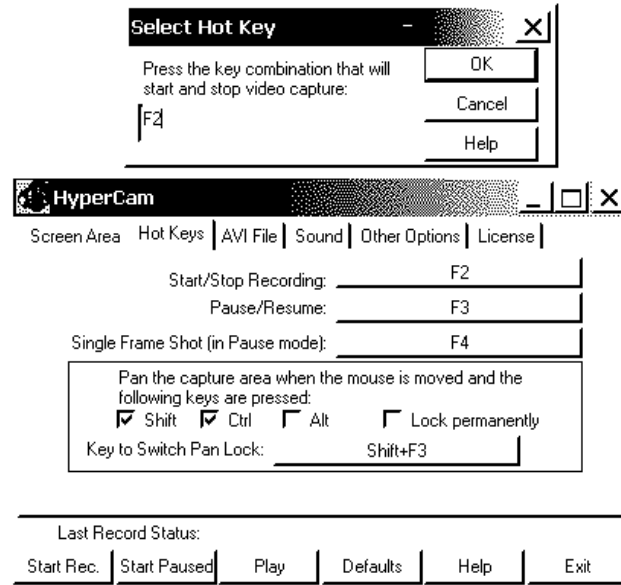 Select Hot Key
Press the key combination that will
start and stop video capture:
F2
OK
Cancel
Help
HyperCam
Screen Area Hot Keys AVI File Sound Other Options License
Start/Stop Recording: F2
Pause/Resume: F3
Single Frame Shot (in Pause mode): F4
Pan the capture area when the mouse is moved and the
following keys are pressed:
Shift Ctrl Alt Lock permanently
Key to Switch Pan Lock: Shift+F3
Last Record Status:
Start Rec. Start Paused Play Defaults Help Exit